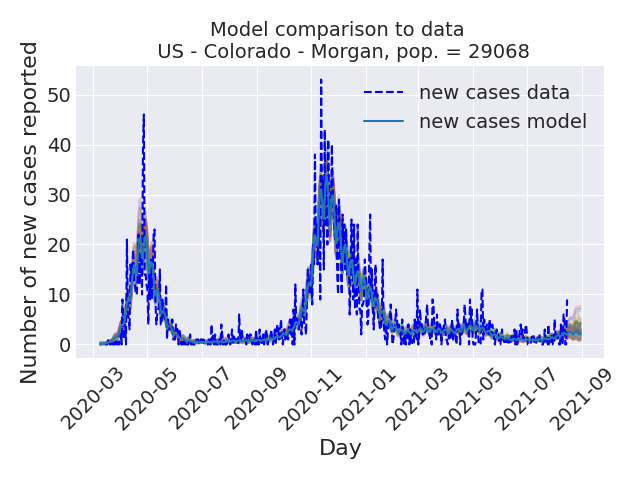 Model comparison to data
US - Colorado - Morgan, pop. = 29068
Number of new cases reported
50
40
30
20
10
0
new cases data
new cases model
2020-03
2020-05
2020-07
2020-09
2020-11
2021-01
2021-03
2021-05
2021-07
2021-09
Day